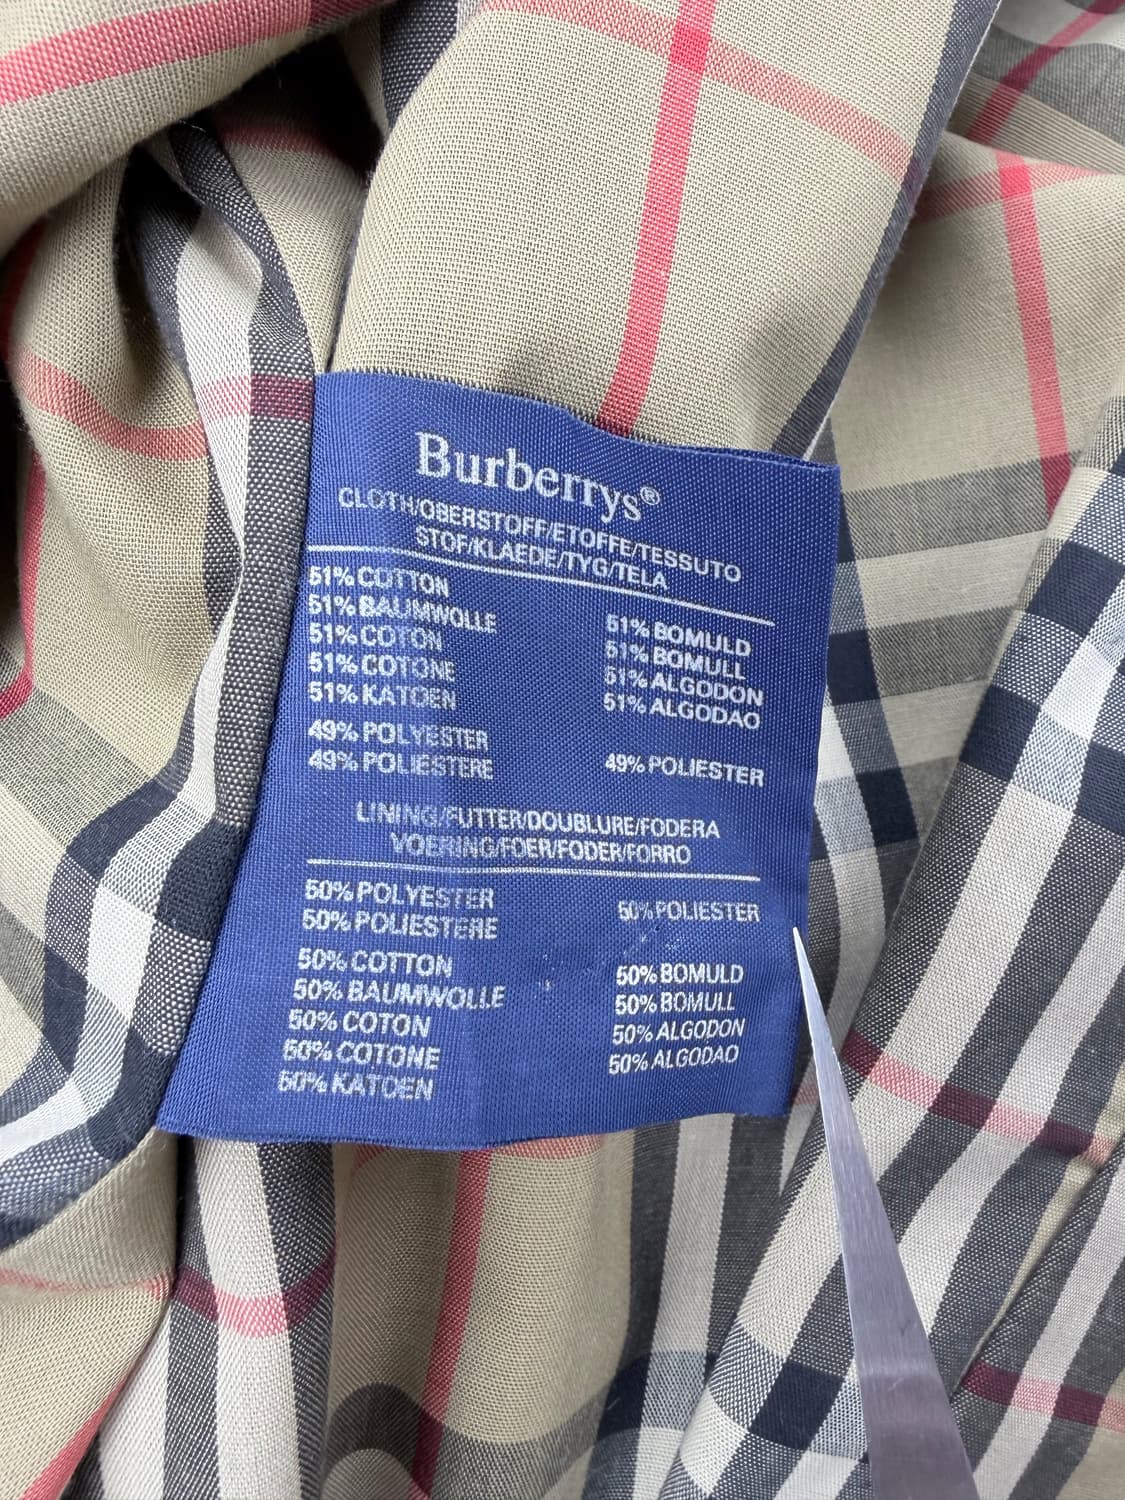 Burberrys®
CLOTH/OBERSTOFF/ETOFFE/TESSUTO
STOF/KLAEDE/TYG/TELA
51% COTTON
51% BAUMWOLLE
51% COTON
51% COTONE
51% KATOEN
51% BOMULD
51% BOMULL
51% ALGODON
51% ALGODAO
49% POLYESTER
49% POLIESTERE
49% POLIESTER
LINING/FUTTER/DOUBLURE/FODERA
VOERING/FOER/FODER/FORRO
50% POLYESTER
50% POLIESTERE
50% POLIESTER
50% COTTON
50% BAUMWOLLE
50% COTON
50% COTONE
50% KATOEN
50% BOMULD
50% BOMULL
50% ALGODON
50% ALGODAO